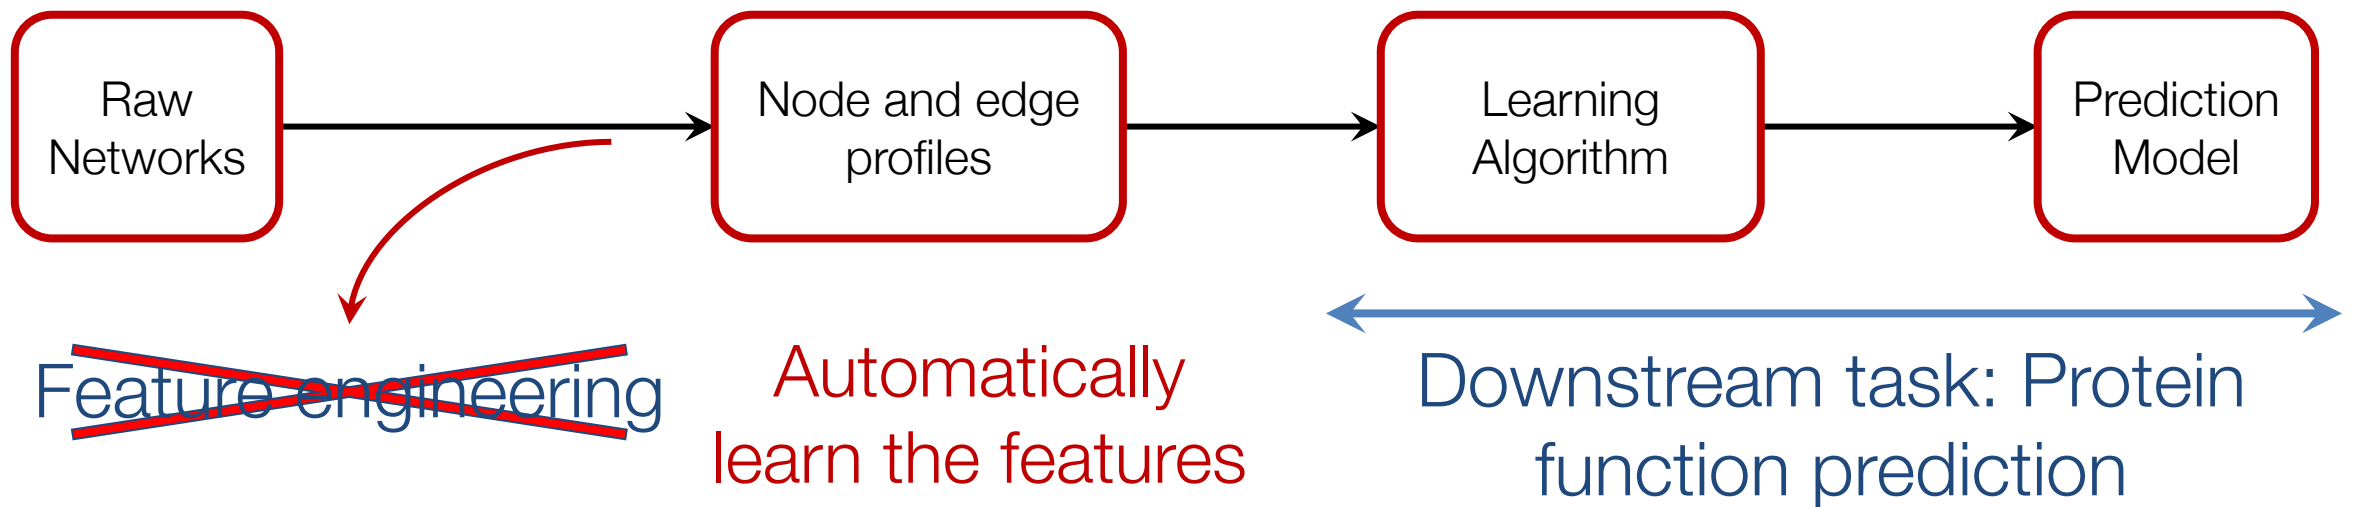 Raw
Networks
Node and edge
profiles
Learning
Algorithm
Prediction
Model
Feature engineering
Automatically
learn the features
Downstream task: Protein
function prediction